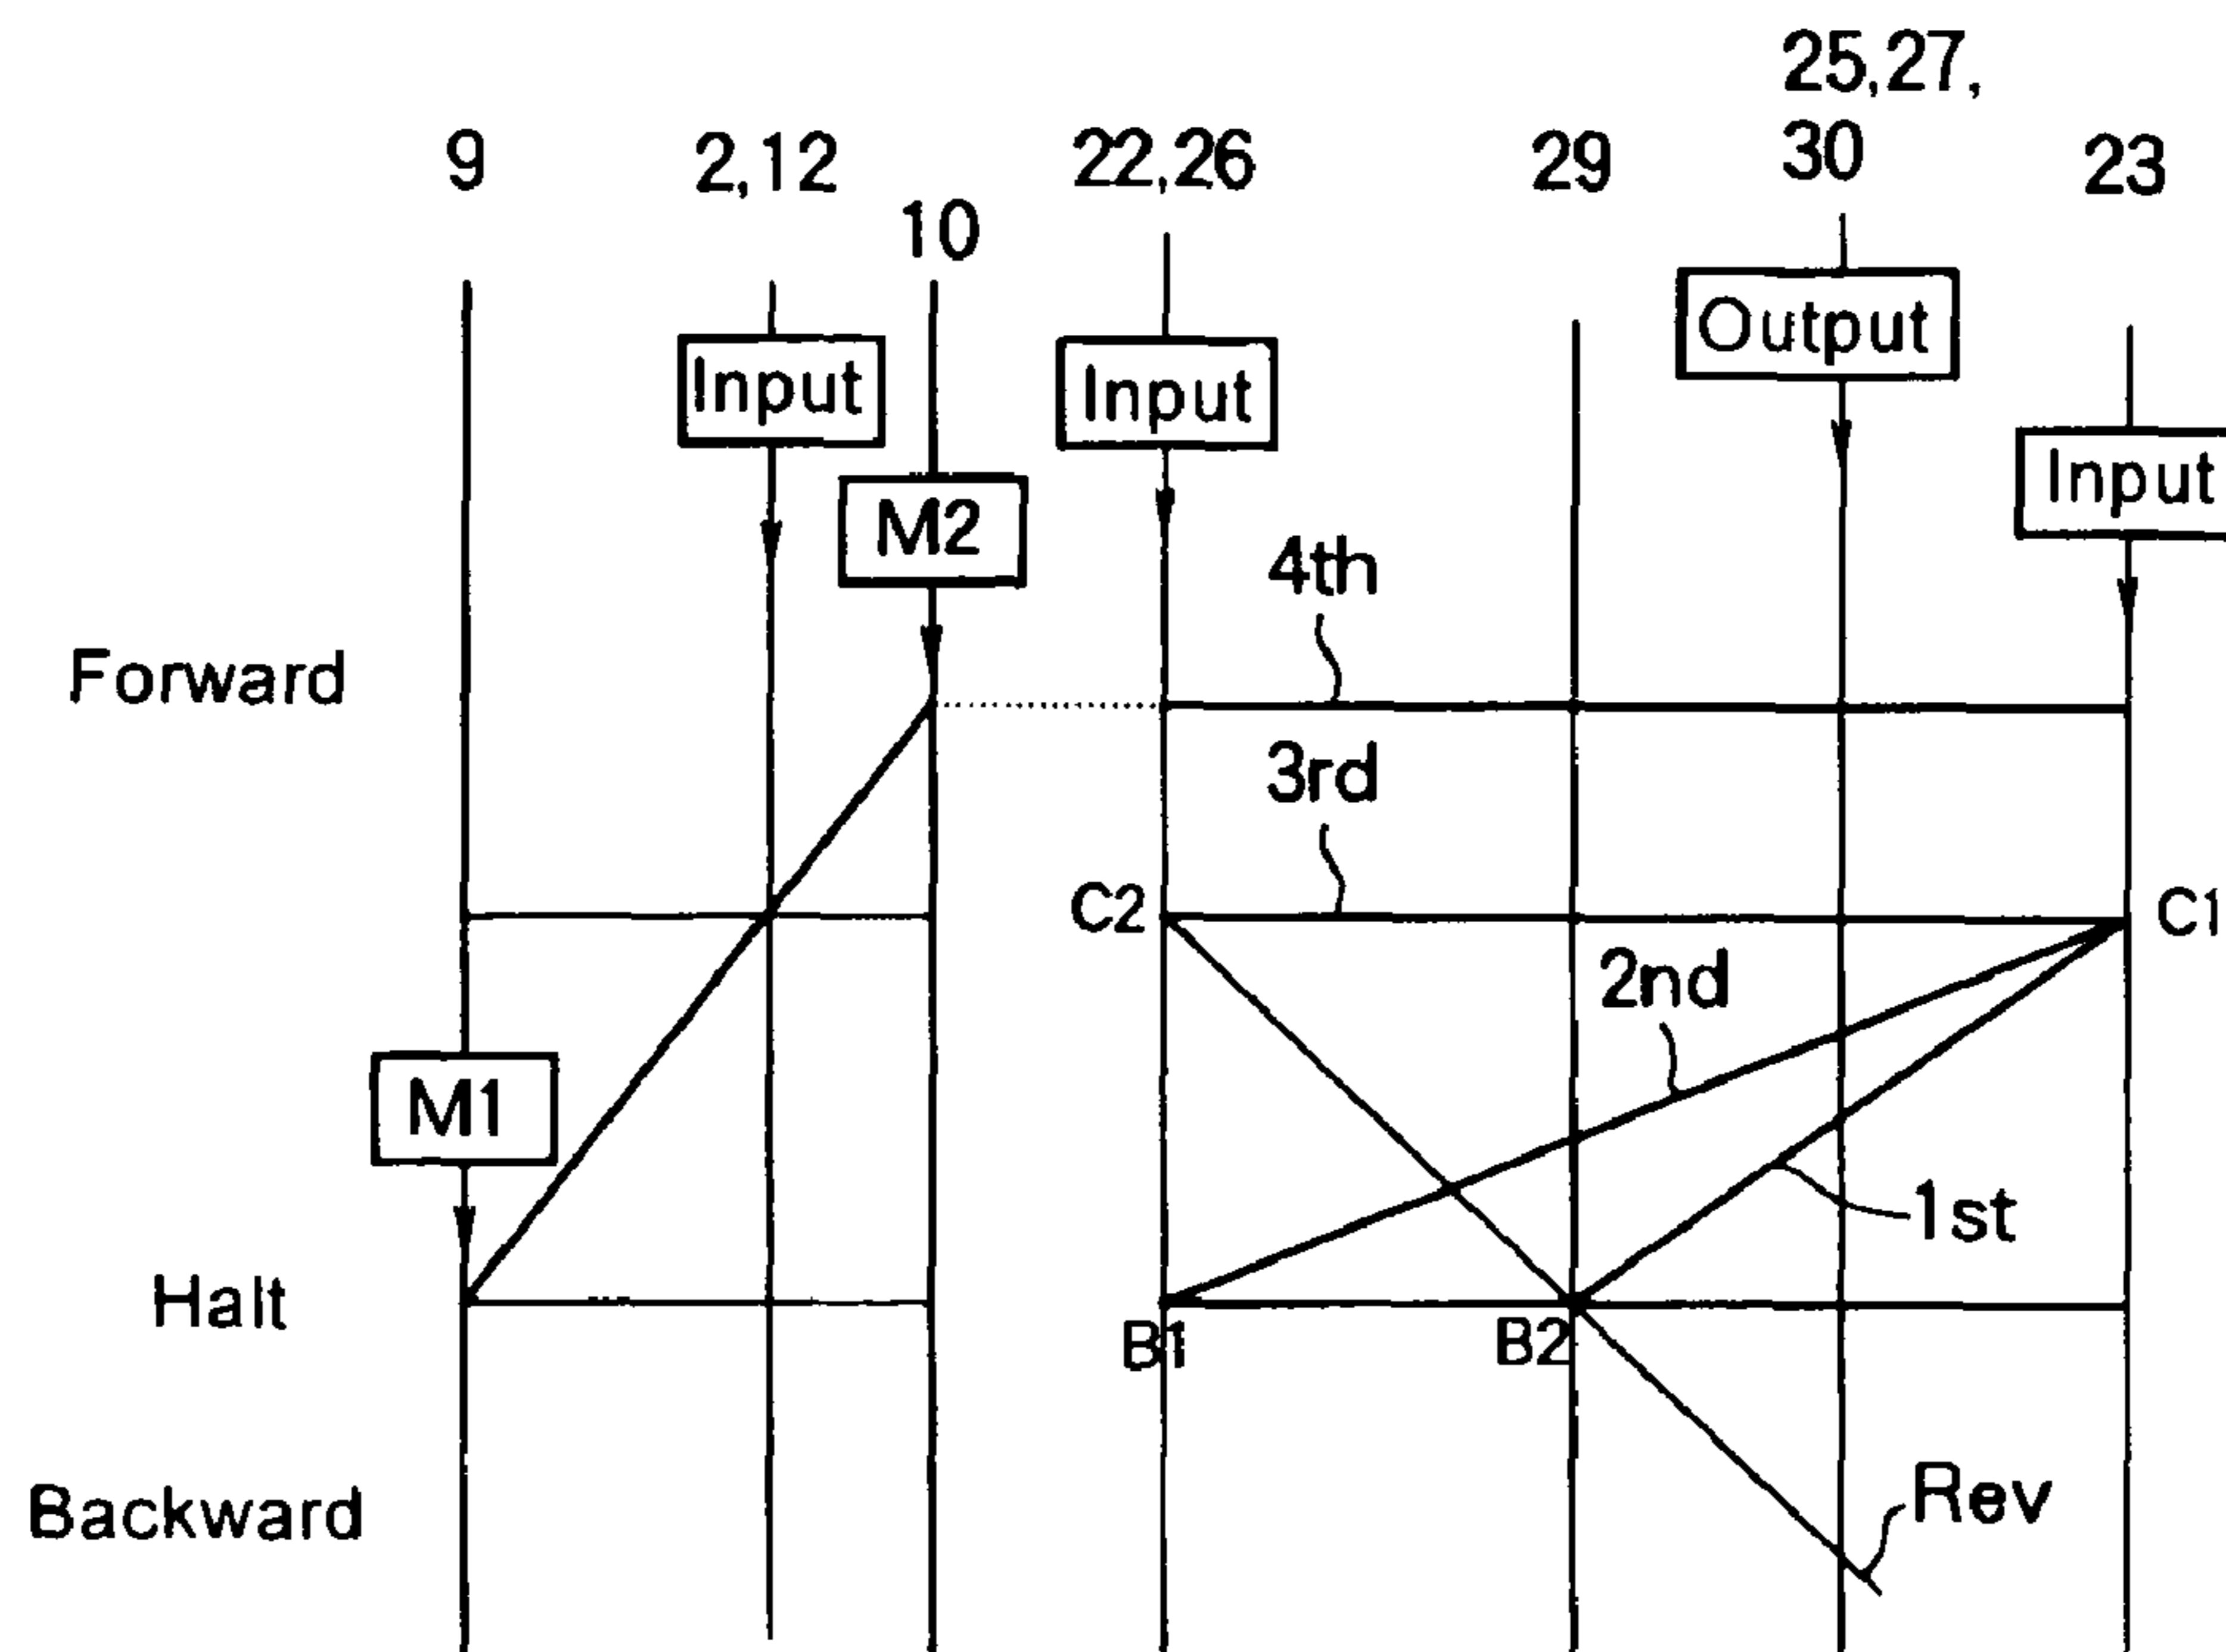 25,27,
30
9
2,12
22,26
29
23
10
Output
Input
Input
Input
M2
4th
Forward
3rd
C2
C1
2nd
M1
1st
Halt
B1
B2
Rev
Backward